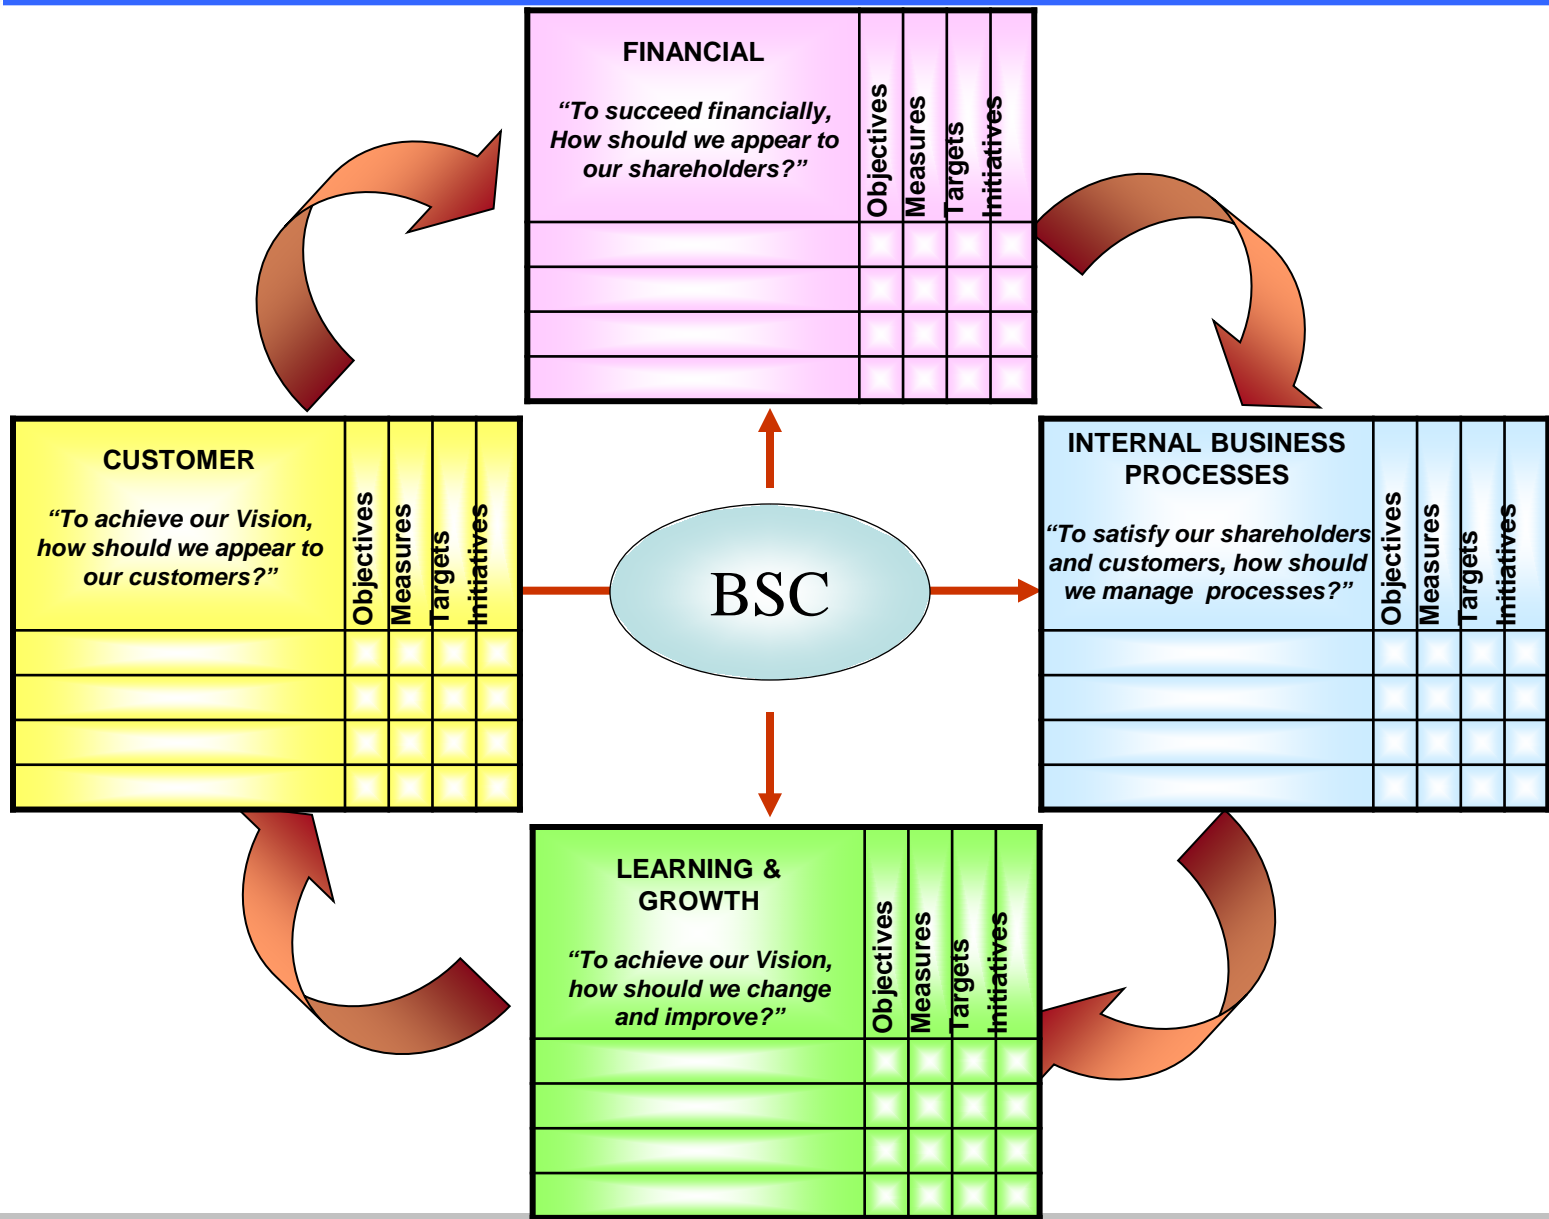 FINANCIAL
“To succeed financially,
How should we appear to
our shareholders?”
Objectives
Measures
Targets
Initiatives
CUSTOMER
“To achieve our Vision,
how should we appear to
our customers?”
Objectives
Measures
Targets
Initiatives
BSC
INTERNAL BUSINESS
PROCESSES
“To satisfy our shareholders
and customers, how should
we manage processes?”
Objectives
Measures
Targets
Initiatives
LEARNING &
GROWTH
“To achieve our Vision,
how should we change
and improve?”
Objectives
Measures
Targets
Initiatives